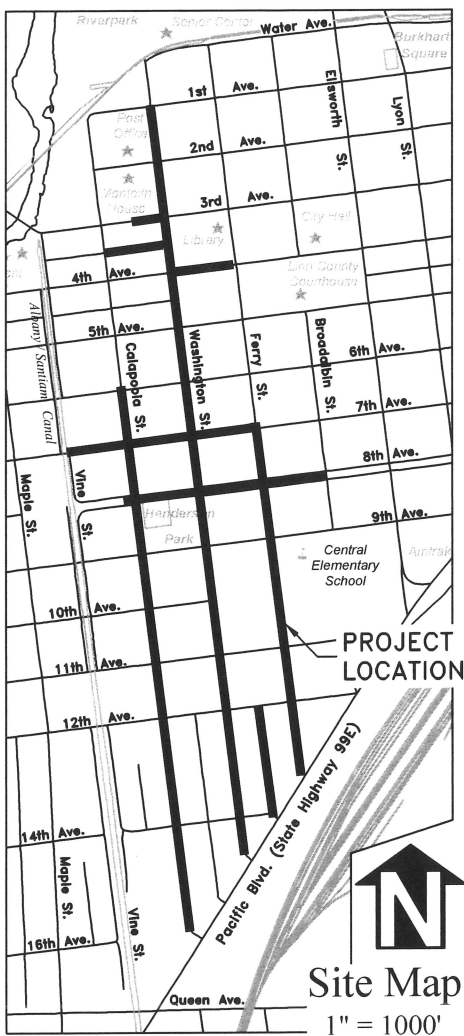 Riverpark
Senior Center
Water Ave.
Burkhart
Square
1st Ave.
Ellsworth
St.
Lyon
St.
Post
Office
2nd Ave.
Monteith
House
3rd Ave.
Library
City Hall
4th Ave.
Linn County
Courthouse
Albany / Santiam Canal
5th Ave.
Calapooia
St.
Washington
St.
Ferry
St.
Broadalbin
St.
6th Ave.
7th Ave.
8th Ave.
Maple St.
Vine
St.
Henderson
Park
9th Ave.
Central
Elementary
School
Amtrak
10th Ave.
PROJECT
LOCATION
11th Ave.
12th Ave.
Pacific Blvd. (State Highway 99E)
14th Ave.
Maple
St.
Vine
St.
16th Ave.
N
Queen Ave.
Site Map
1" = 1000'